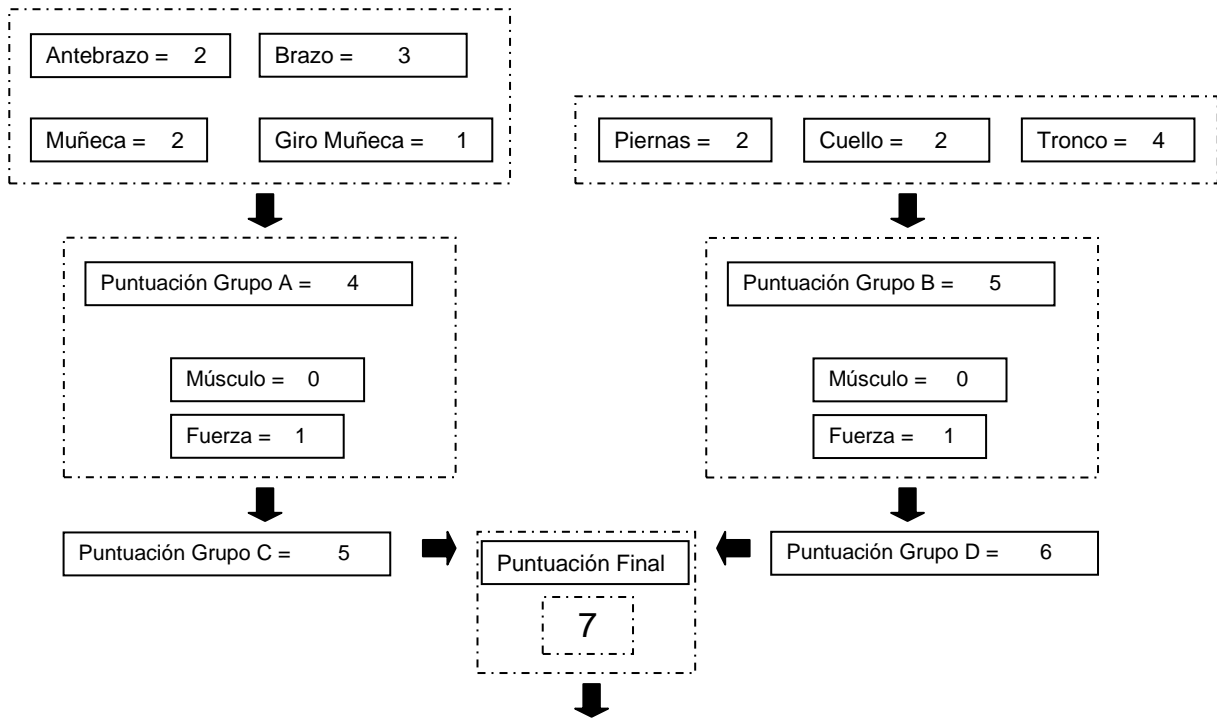 Antebrazo = 2
Brazo = 3
Muñeca = 2
Giro Muñeca = 1
Piernas = 2
Cuello = 2
Tronco = 4
Puntuación Grupo A = 4
Músculo = 0
Fuerza = 1
Puntuación Grupo B = 5
Músculo = 0
Fuerza = 1
Puntuación Grupo C = 5
Puntuación Final
7
Puntuación Grupo D = 6